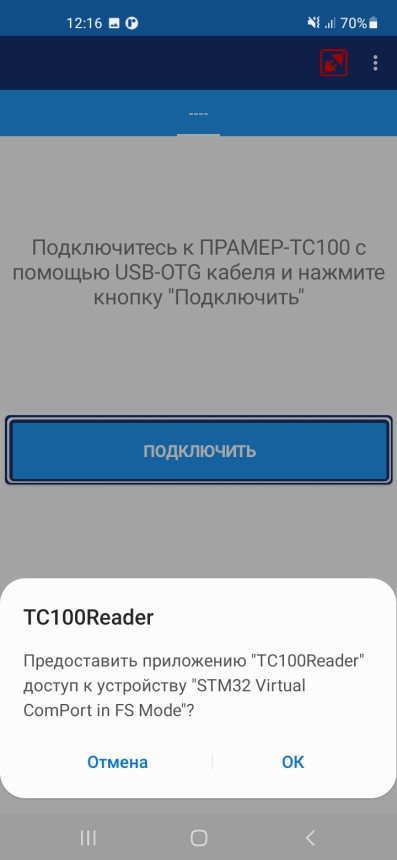 12:16
70%
----
Подключитесь к ПРАМЕР-ТС100 с
помощью USB-OTG кабеля и нажмите
кнопку "Подключить"
ПОДКЛЮЧИТЬ
TC100Reader
Предоставить приложению "TC100Reader"
доступ к устройству "STM32 Virtual
ComPort in FS Mode"?
Отмена
ОК